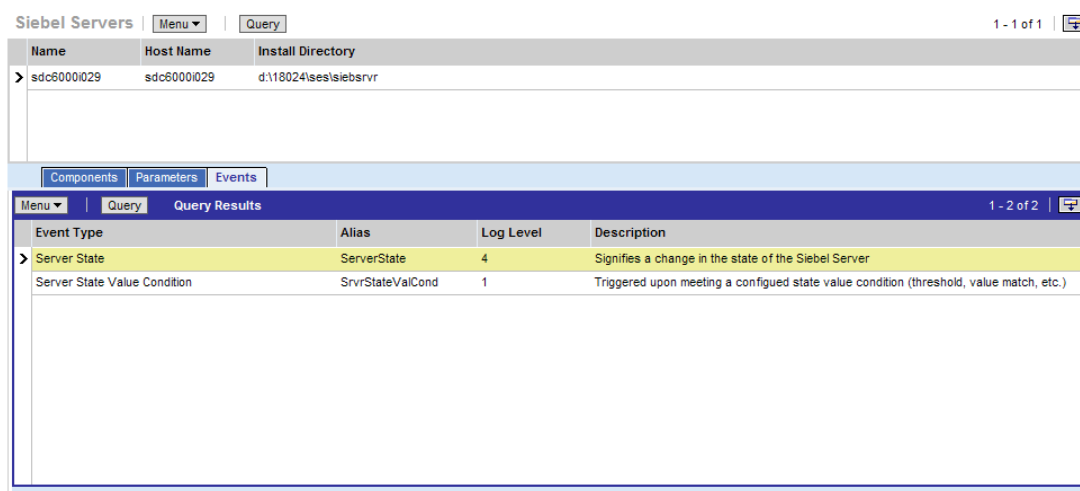 Siebel Servers Menu Query 1 - 1 of 1
Name Host Name Install Directory
sdc6000i029 sdc6000i029 d:\18024\ses\siebsrvr
Components Parameters Events
Menu Query Query Results 1 - 2 of 2
Event Type Alias Log Level Description
Server State ServerState 4 Signifies a change in the state of the Siebel Server
Server State Value Condition SrvrStateValCond 1 Triggered upon meeting a configued state value condition (threshold, value match, etc.)